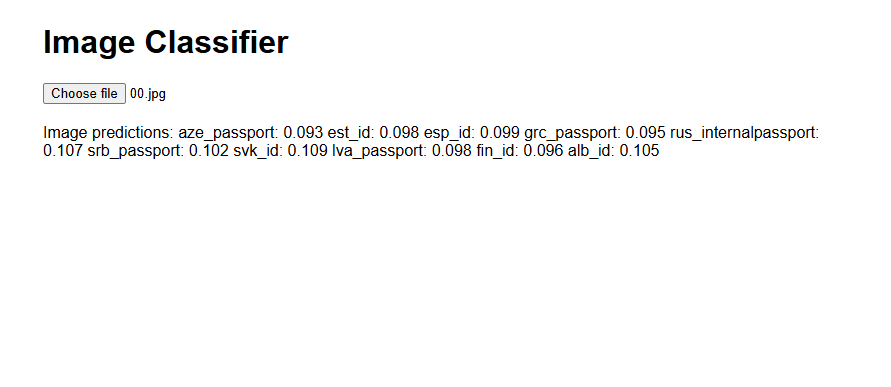 Image Classifier
Choose file 00.jpg
Image predictions: aze_passport: 0.093 est_id: 0.098 esp_id: 0.099 grc_passport: 0.095 rus_internalpassport:
0.107 srb_passport: 0.102 svk_id: 0.109 lva_passport: 0.098 fin_id: 0.096 alb_id: 0.105